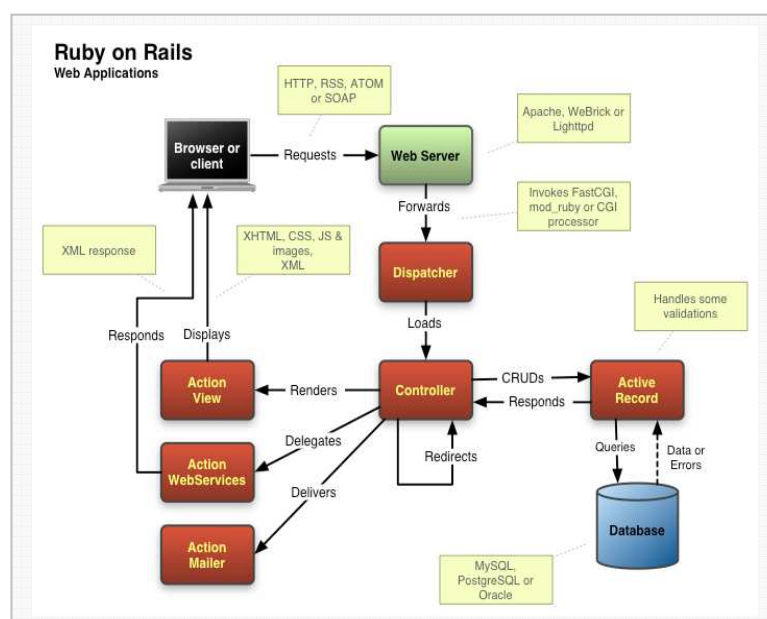 Ruby on Rails
Web Applications
HTTP, RSS, ATOM
or SOAP
Apache, WeBrick or
Lighttpd
Browser or
client
Requests
Web Server
Invokes FastCGI,
mod_ruby or CGI
processor
Forwards
XML response
XHTML, CSS, JS &
images,
XML
Dispatcher
Handles some
validations
Responds
Displays
Loads
Action
View
Renders
Controller
CRUDs
Responds
Active
Record
Delegates
Redirects
Queries
Data or
Errors
Action
WebServices
Delivers
Action
Mailer
Database
MySQL,
PostgreSQL or
Oracle